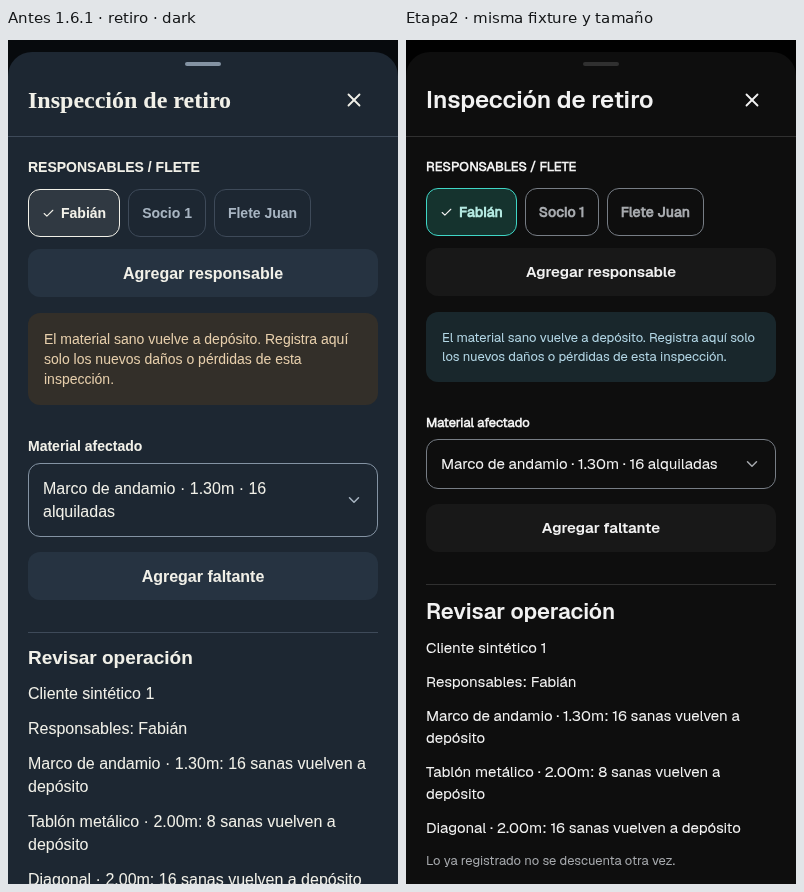 Antes 1.6.1 · retiro · dark
Inspección de retiro
RESPONSABLES / FLETE
Fabián
Socio 1
Flete Juan
Agregar responsable
El material sano vuelve a depósito. Registra aquí
solo los nuevos daños o pérdidas de esta
inspección.
Material afectado
Marco de andamio · 1.30m · 16
alquiladas
Agregar faltante
Revisar operación
Cliente sintético 1
Responsables: Fabián
Marco de andamio · 1.30m: 16 sanas vuelven a
depósito
Tablón metálico · 2.00m: 8 sanas vuelven a
depósito
Diagonal · 2.00m: 16 sanas vuelven a depósito
Etapa2 · misma fixture y tamaño
Inspección de retiro
RESPONSABLES / FLETE
Fabián
Socio 1
Flete Juan
Agregar responsable
El material sano vuelve a depósito. Registra aquí solo
los nuevos daños o pérdidas de esta inspección.
Material afectado
Marco de andamio · 1.30m · 16 alquiladas
Agregar faltante
Revisar operación
Cliente sintético 1
Responsables: Fabián
Marco de andamio · 1.30m: 16 sanas vuelven a
depósito
Tablón metálico · 2.00m: 8 sanas vuelven a
depósito
Diagonal · 2.00m: 16 sanas vuelven a depósito
Lo ya registrado no se descuenta otra vez.